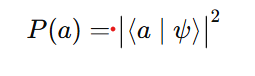 P(a) = |⟨a | ψ⟩|²